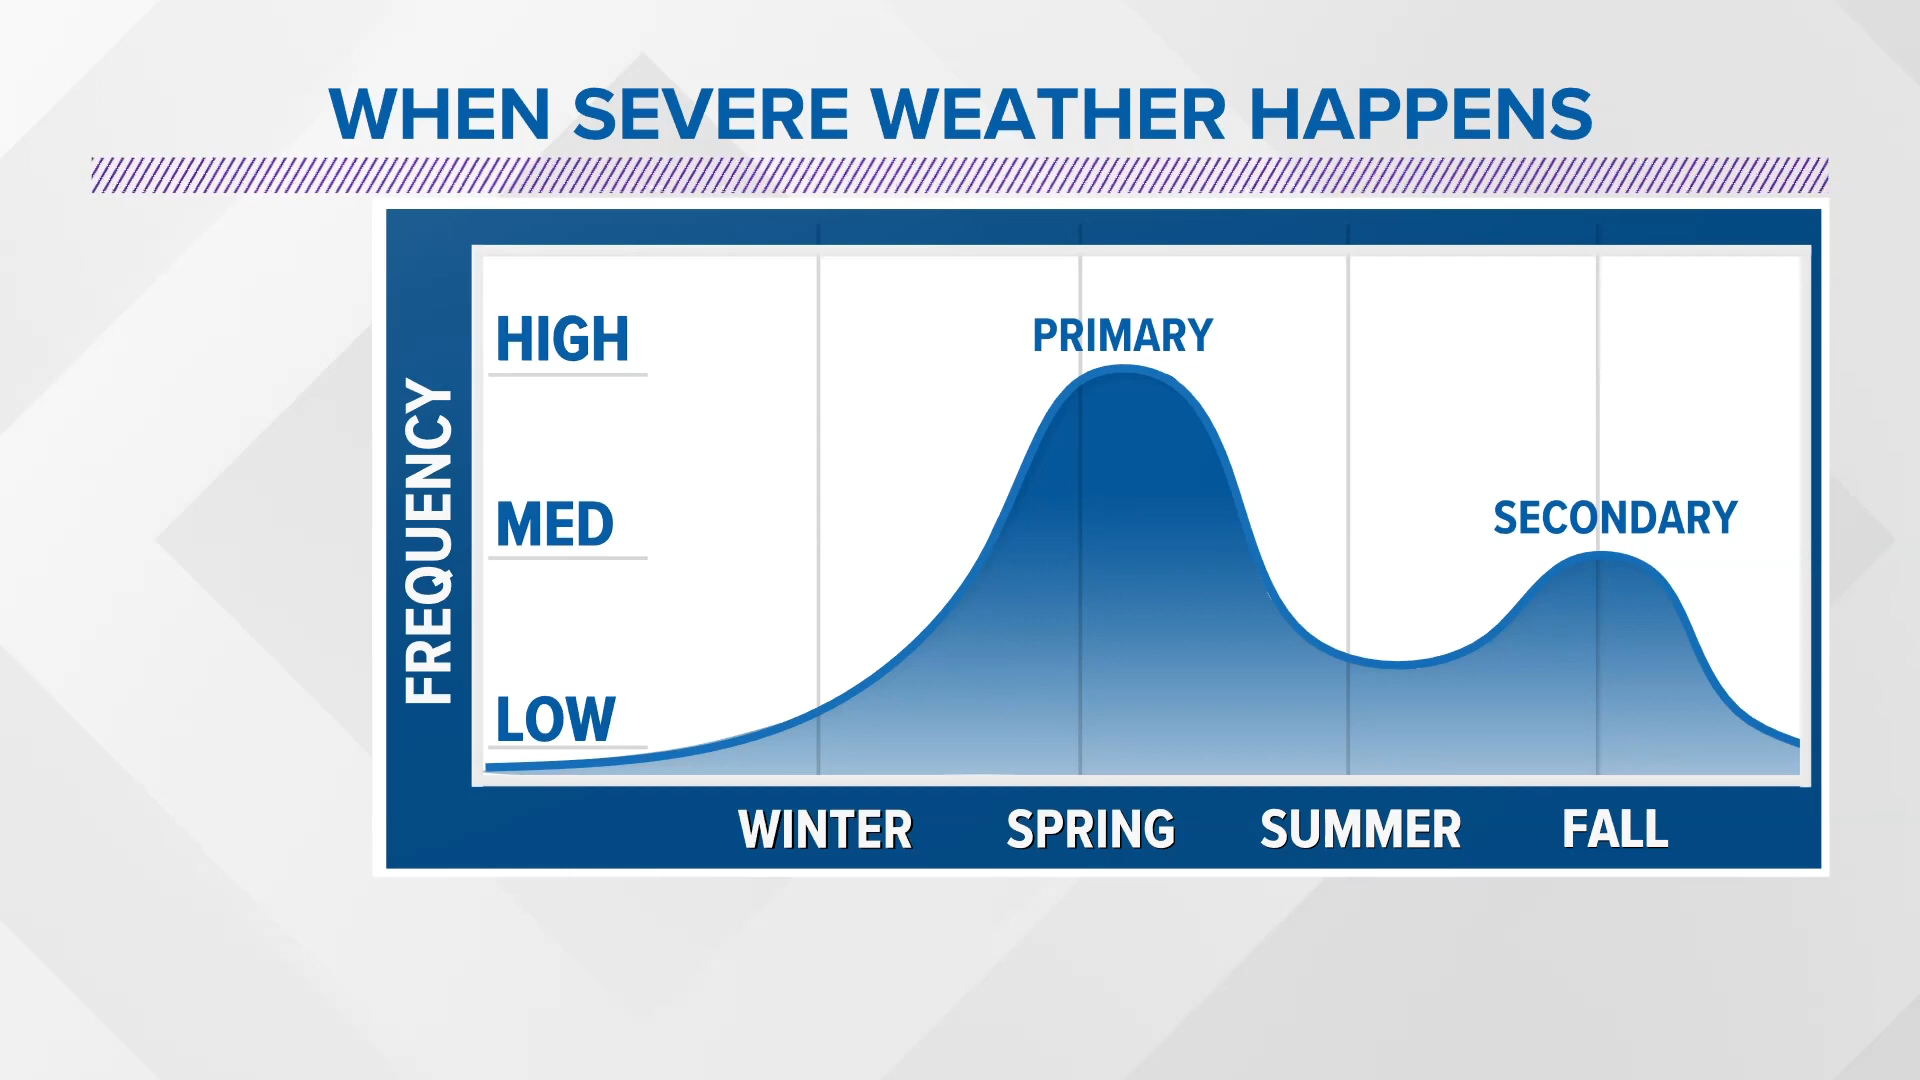 WHEN SEVERE WEATHER HAPPENS
HIGH
PRIMARY
MED
SECONDARY
LOW
FREQUENCY
WINTER SPRING SUMMER FALL